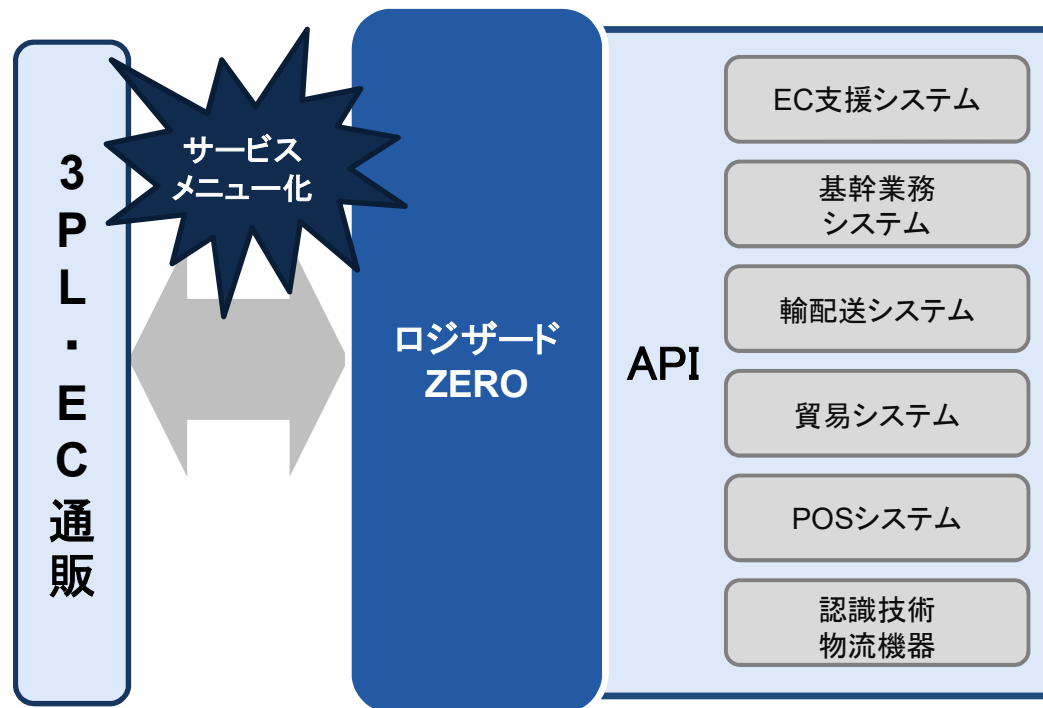 3PL・EC通販
サービス
メニュー化
ロジザード
ZERO
API
EC支援システム
基幹業務
システム
輸配送システム
貿易システム
POSシステム
認識技術
物流機器